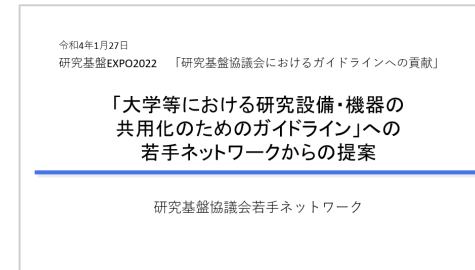 令和4年1月27日
研究基盤EXPO2022　「研究基盤協議会におけるガイドラインへの貢献」
「大学等における研究設備・機器の
共用化のためのガイドライン」への
若手ネットワークからの提案
研究基盤協議会若手ネットワーク